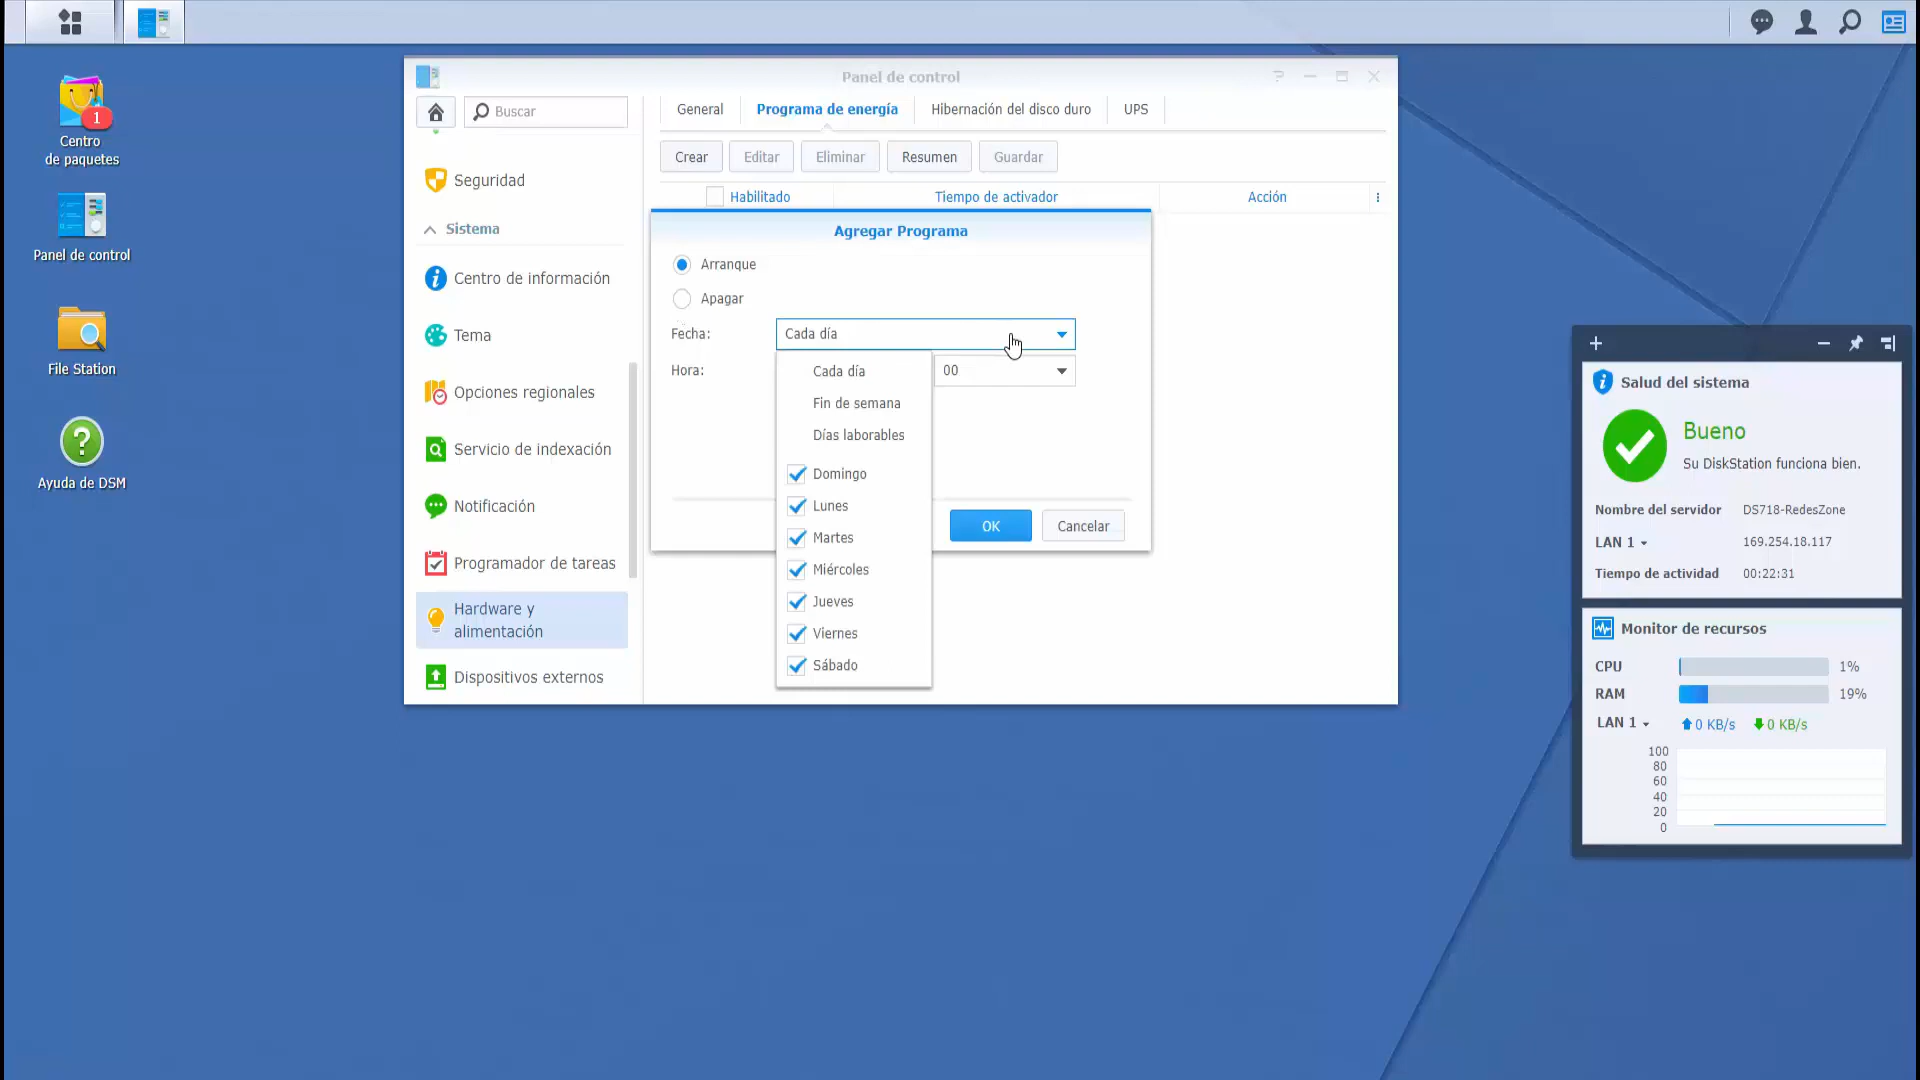 Panel de control
Buscar
General
Programa de energía
Hibernación del disco duro
UPS
Crear
Editar
Eliminar
Resumen
Guardar
Habilitado
Tiempo de activador
Acción
1
Centro
de paquetes
Panel de control
File Station
?
Ayuda de DSM
Seguridad
Sistema
Centro de información
Tema
Opciones regionales
Servicio de indexación
Notificación
Programador de tareas
Hardware y
alimentación
Dispositivos externos
Agregar Programa
Arranque
Apagar
Fecha:
Cada día
Hora:
00
Cada día
Fin de semana
Días laborables
Domingo
Lunes
Martes
Miércoles
Jueves
Viernes
Sábado
OK
Cancelar
Salud del sistema
Bueno
Su DiskStation funciona bien.
Nombre del servidor DS718-RedesZone
LAN 1 169.254.18.117
Tiempo de actividad 00:22:31
Monitor de recursos
CPU 1%
RAM 19%
LAN 1 0 KB/s 0 KB/s
100
80
60
40
20
0